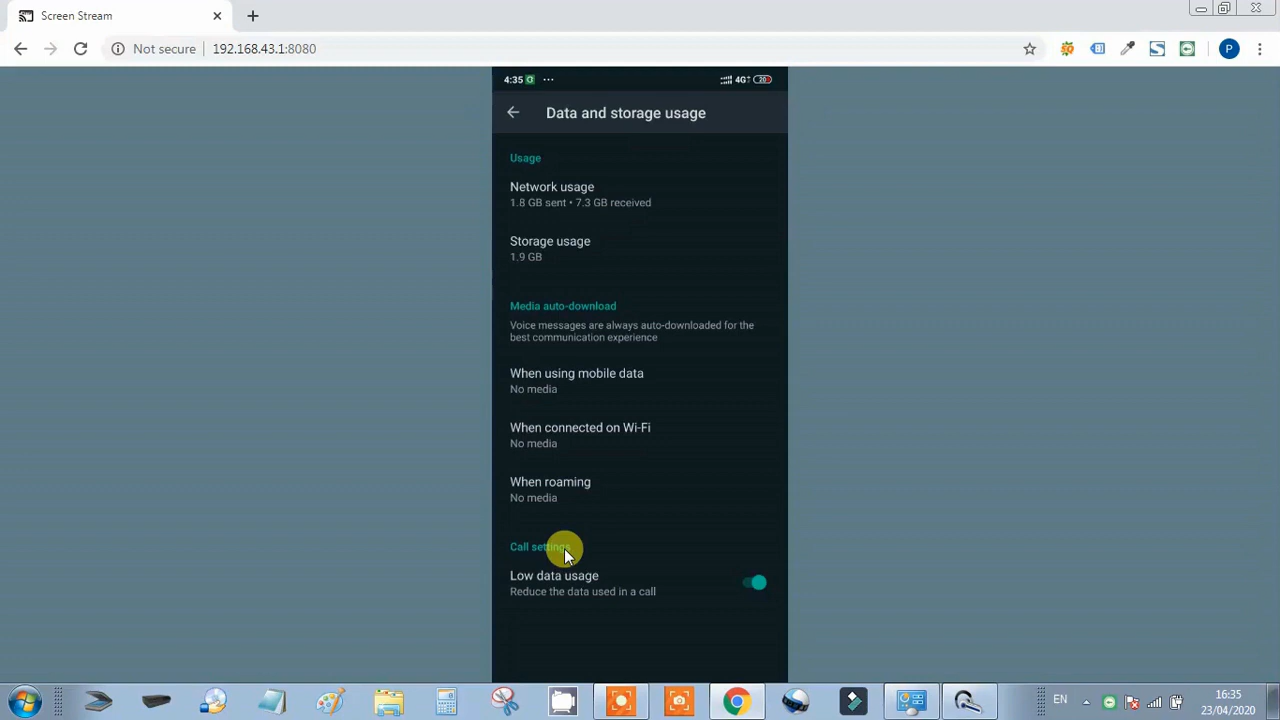 Screen Stream
Not secure
192.168.43.1:8080
P
4:35
4G
20
Data and storage usage
Usage
Network usage
1.8 GB sent • 7.3 GB received
Storage usage
1.9 GB
Media auto-download
Voice messages are always auto-downloaded for the
best communication experience
When using mobile data
No media
When connected on Wi-Fi
No media
When roaming
No media
Call settings
Low data usage
Reduce the data used in a call
EN
16:35
23/04/2020